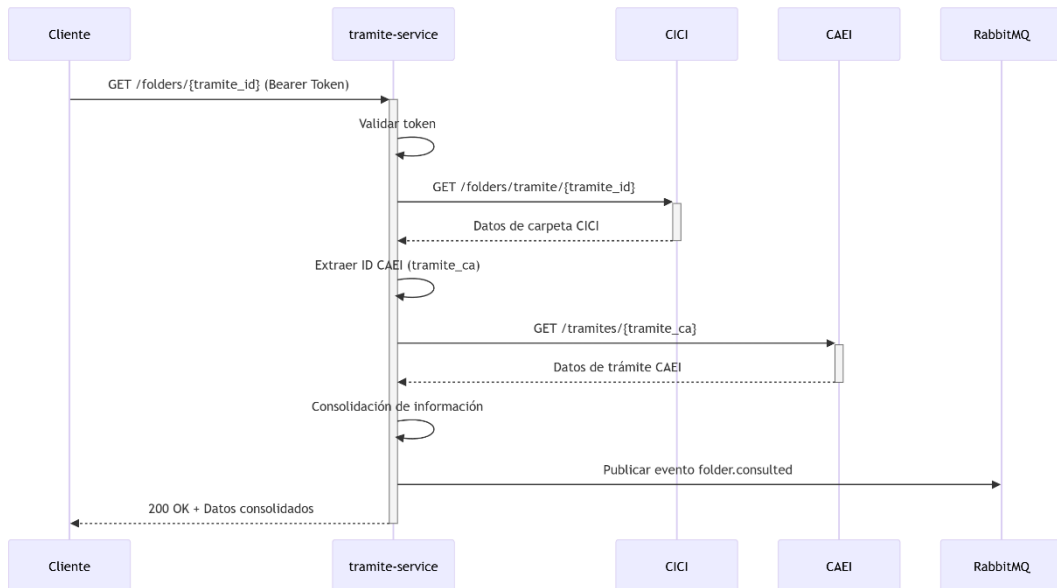 Cliente
tramite-service
CICI
CAEI
RabbitMQ
GET /folders/{tramite_id} (Bearer Token)
Validar token
GET /folders/tramite/{tramite_id}
Datos de carpeta CICI
Extraer ID CAEI (tramite_ca)
GET /tramites/{tramite_ca}
Datos de trámite CAEI
Consolidación de información
Publicar evento folder.consulted
200 OK + Datos consolidados
Cliente
tramite-service
CICI
CAEI
RabbitMQ